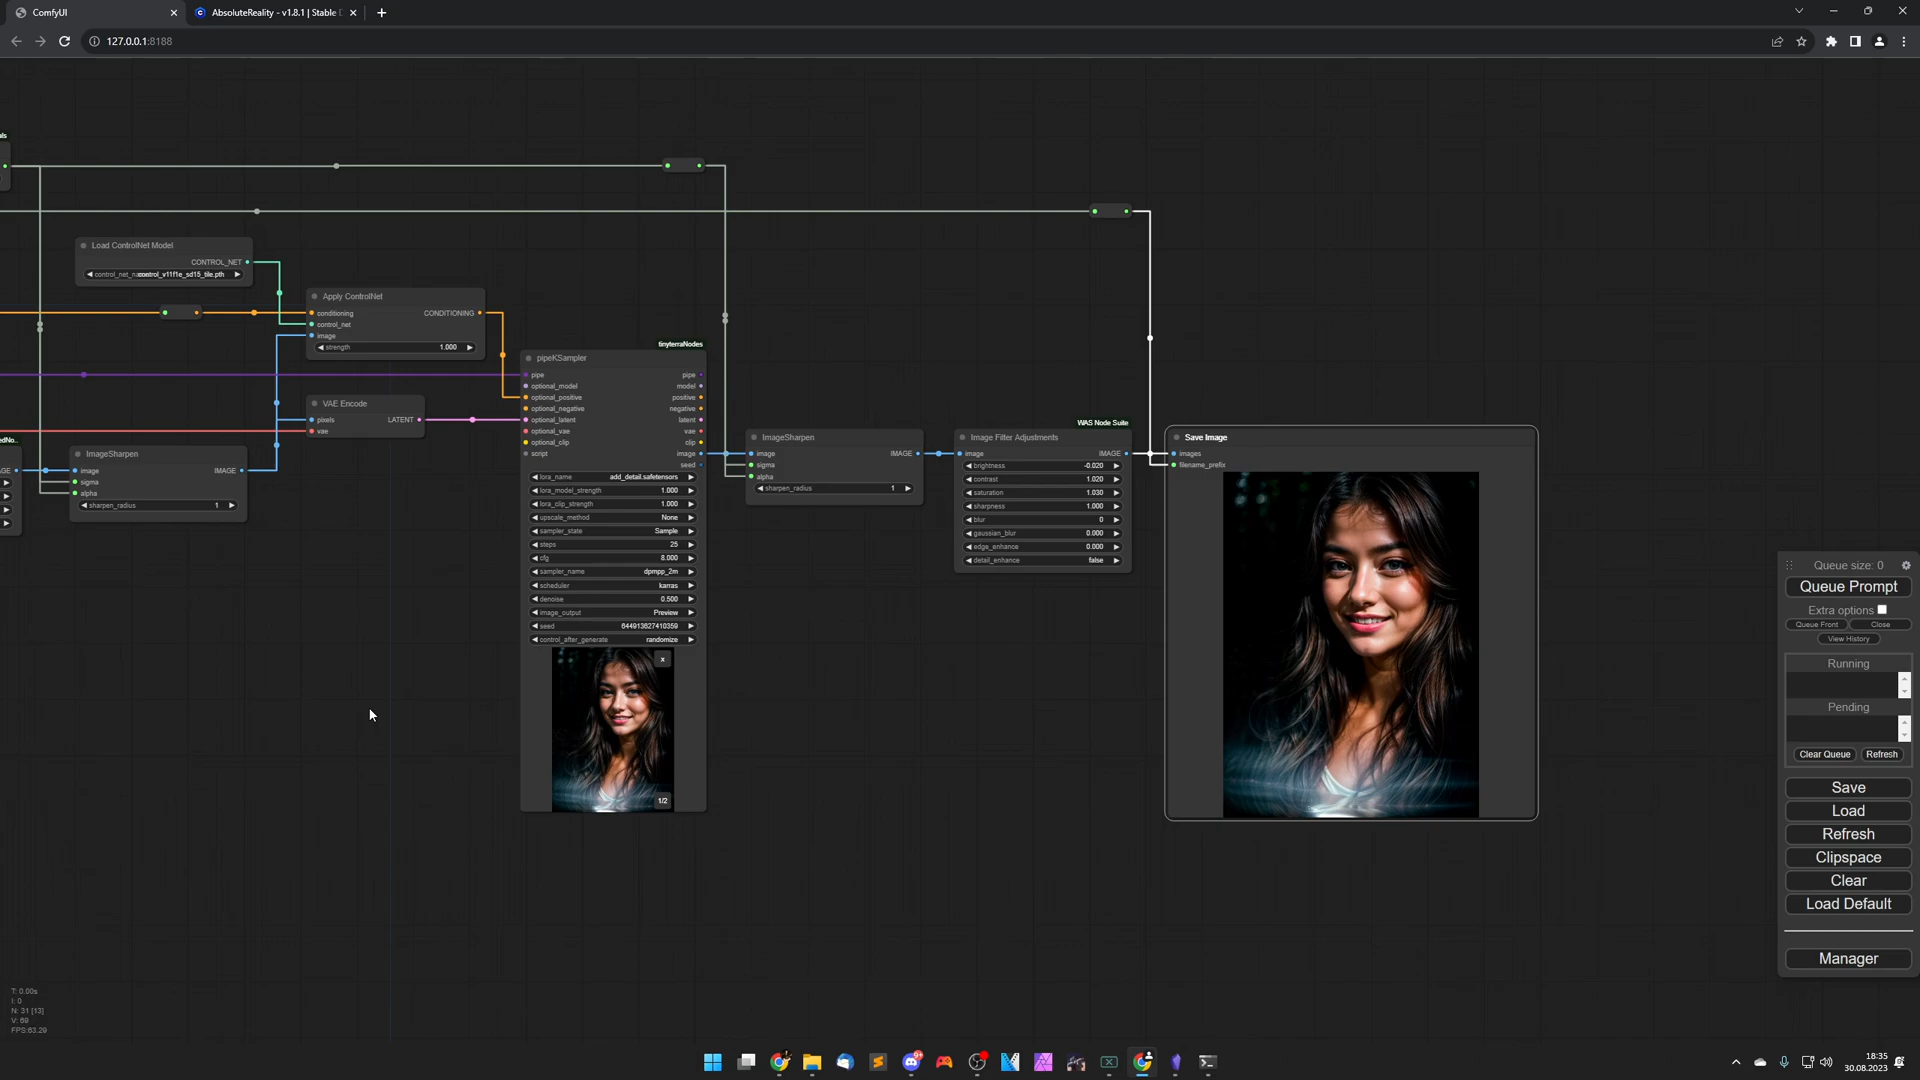 ComfyUI
AbsoluteReality - v1.8.1 | Stable D
127.0.0.1:8188
Load ControlNet Model
CONTROL_NET
control_v11f1e_sd15_tile.pth
Apply ControlNet
conditioning
CONDITIONING
control_net
image
strength
1.000
VAE Encode
pixels
LATENT
vae
ImageSharpen
image
IMAGE
sigma
alpha
sharpen_radius
1
tinyterraNodes
pipeKSampler
pipe
pipe
optional_model
model
optional_positive
positive
optional_negative
negative
optional_latent
latent
optional_vae
vae
optional_clip
clip
script
image
seed
lora_name
add_detail.safetensors
lora_model_strength
1.000
lora_clip_strength
1.000
upscale_method
None
sampler_state
Sample
steps
25
cfg
8.000
sampler_name
dpmpp_2m
scheduler
karras
denoise
0.500
image_output
Preview
seed
644913627410359
control_after_generate
randomize
x
1/2
ImageSharpen
image
IMAGE
sigma
alpha
sharpen_radius
1
WAS Node Suite
Image Filter Adjustments
image
IMAGE
brightness
-0.020
contrast
1.020
saturation
1.030
sharpness
1.000
blur
0
gaussian_blur
0.000
edge_enhance
0.000
detail_enhance
false
Save Image
images
filename_prefix
Queue size: 0
Queue Prompt
Extra options
Queue Front
Close
View History
Running
Pending
Clear Queue
Refresh
Save
Load
Refresh
Clipspace
Clear
Load Default
Manager
T: 0.00s
I: 0
N: 31 [13]
V: 69
FPS:63.29
18:35
30.08.2023